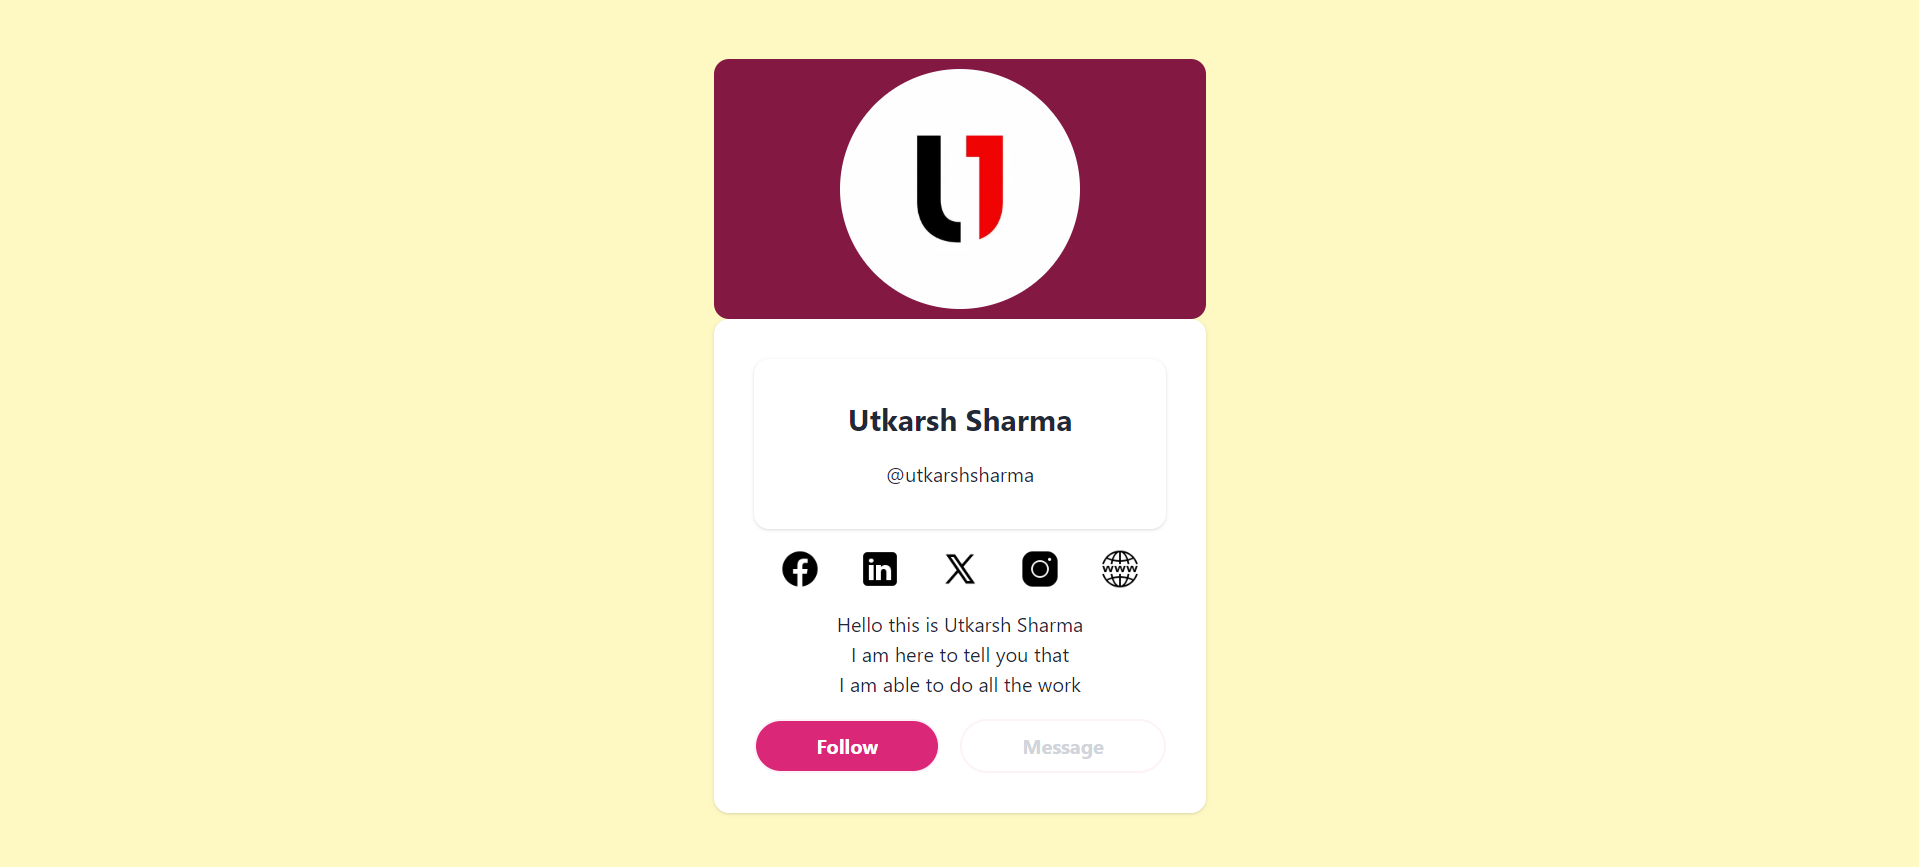 Utkarsh Sharma
@utkarshsharma
in
www
Hello this is Utkarsh Sharma
I am here to tell you that
I am able to do all the work
Follow
Message